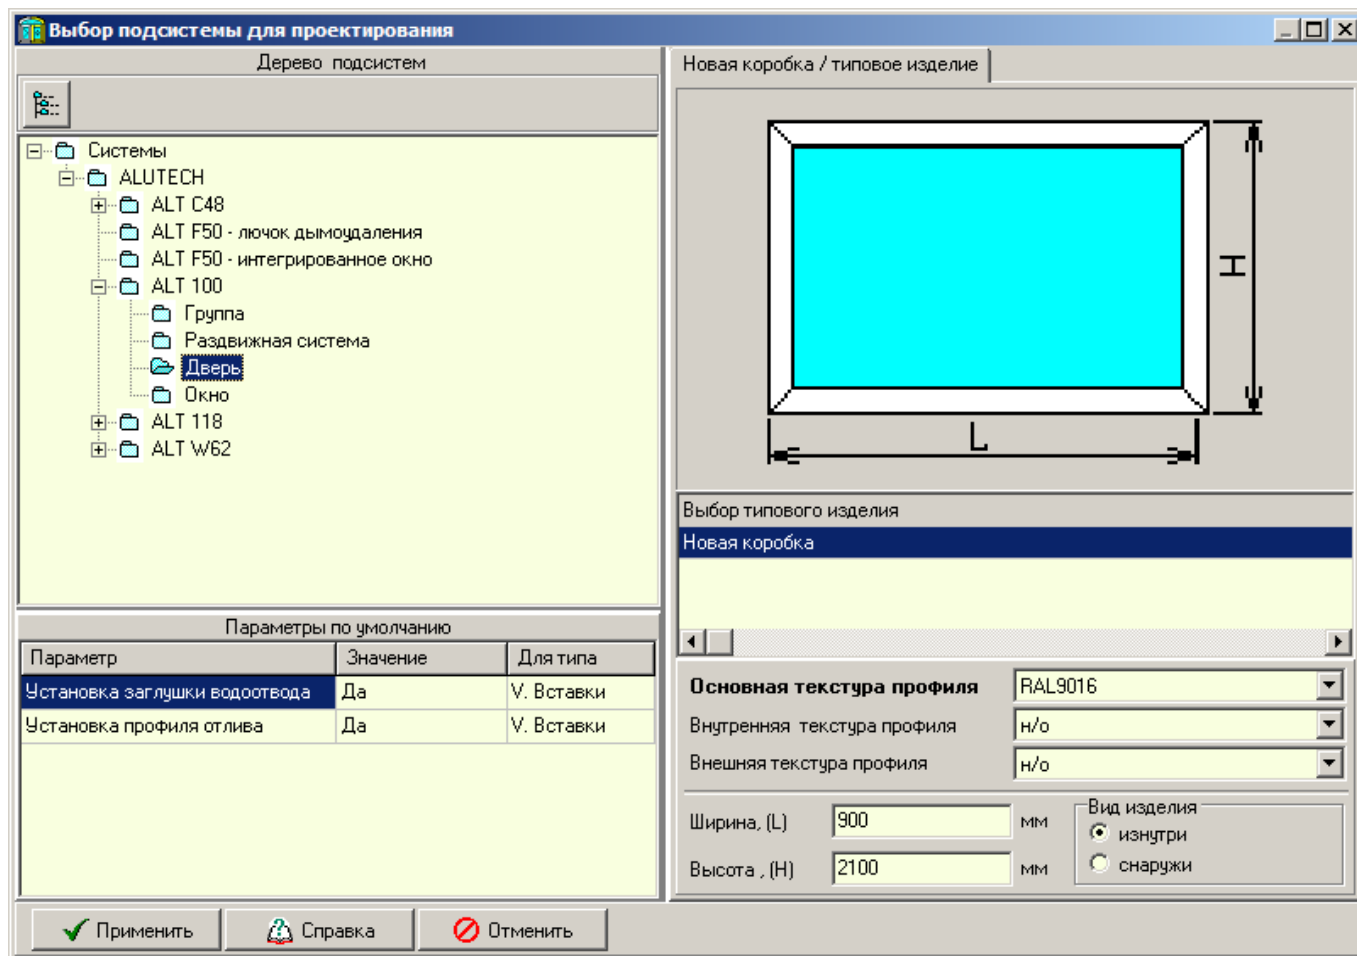 Выбор подсистемы для проектирования
Дерево подсистем
Системы
ALUTECH
ALT C48
ALT F50 - лючок дымоудаления
ALT F50 - интегрированное окно
ALT 100
Группа
Раздвижная система
Дверь
Окно
ALT 118
ALT W62
Параметры по умолчанию
Параметр Значение Для типа
Установка заглушки водоотвода Да V. Вставки
Установка профиля отлива Да V. Вставки
Новая коробка / типовое изделие
H
L
Выбор типового изделия
Новая коробка
Основная текстура профиля RAL9016
Внутренняя текстура профиля н/о
Внешняя текстура профиля н/о
Ширина, (L) 900 мм
Высота , (H) 2100 мм
Вид изделия
изнутри
снаружи
Применить Справка Отменить